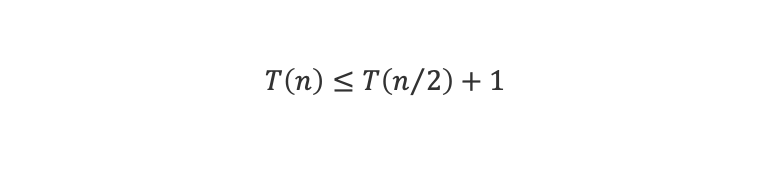 T(n) ≤ T(n/2) + 1